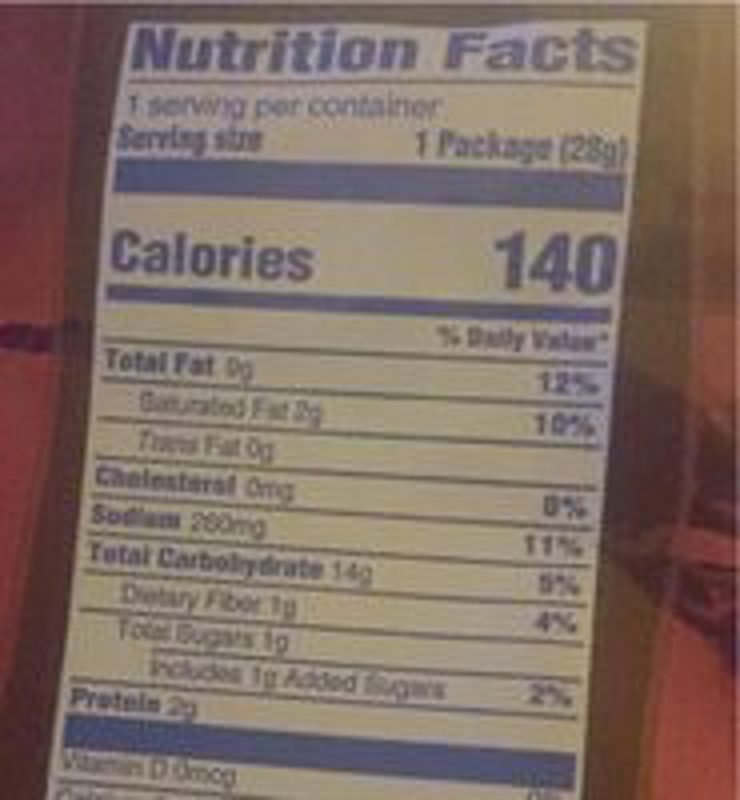 Nutrition Facts
1 serving per container
Serving size 1 Package (28g)
Calories 140
% Daily Value*
Total Fat 9g 12%
Saturated Fat 2g 10%
Trans Fat 0g
Cholesterol 0mg 0%
Sodium 260mg 11%
Total Carbohydrate 14g 5%
Dietary Fiber 1g 4%
Total Sugars 1g
Includes 1g Added Sugars 2%
Protein 2g
Vitamin D 0mcg 0%